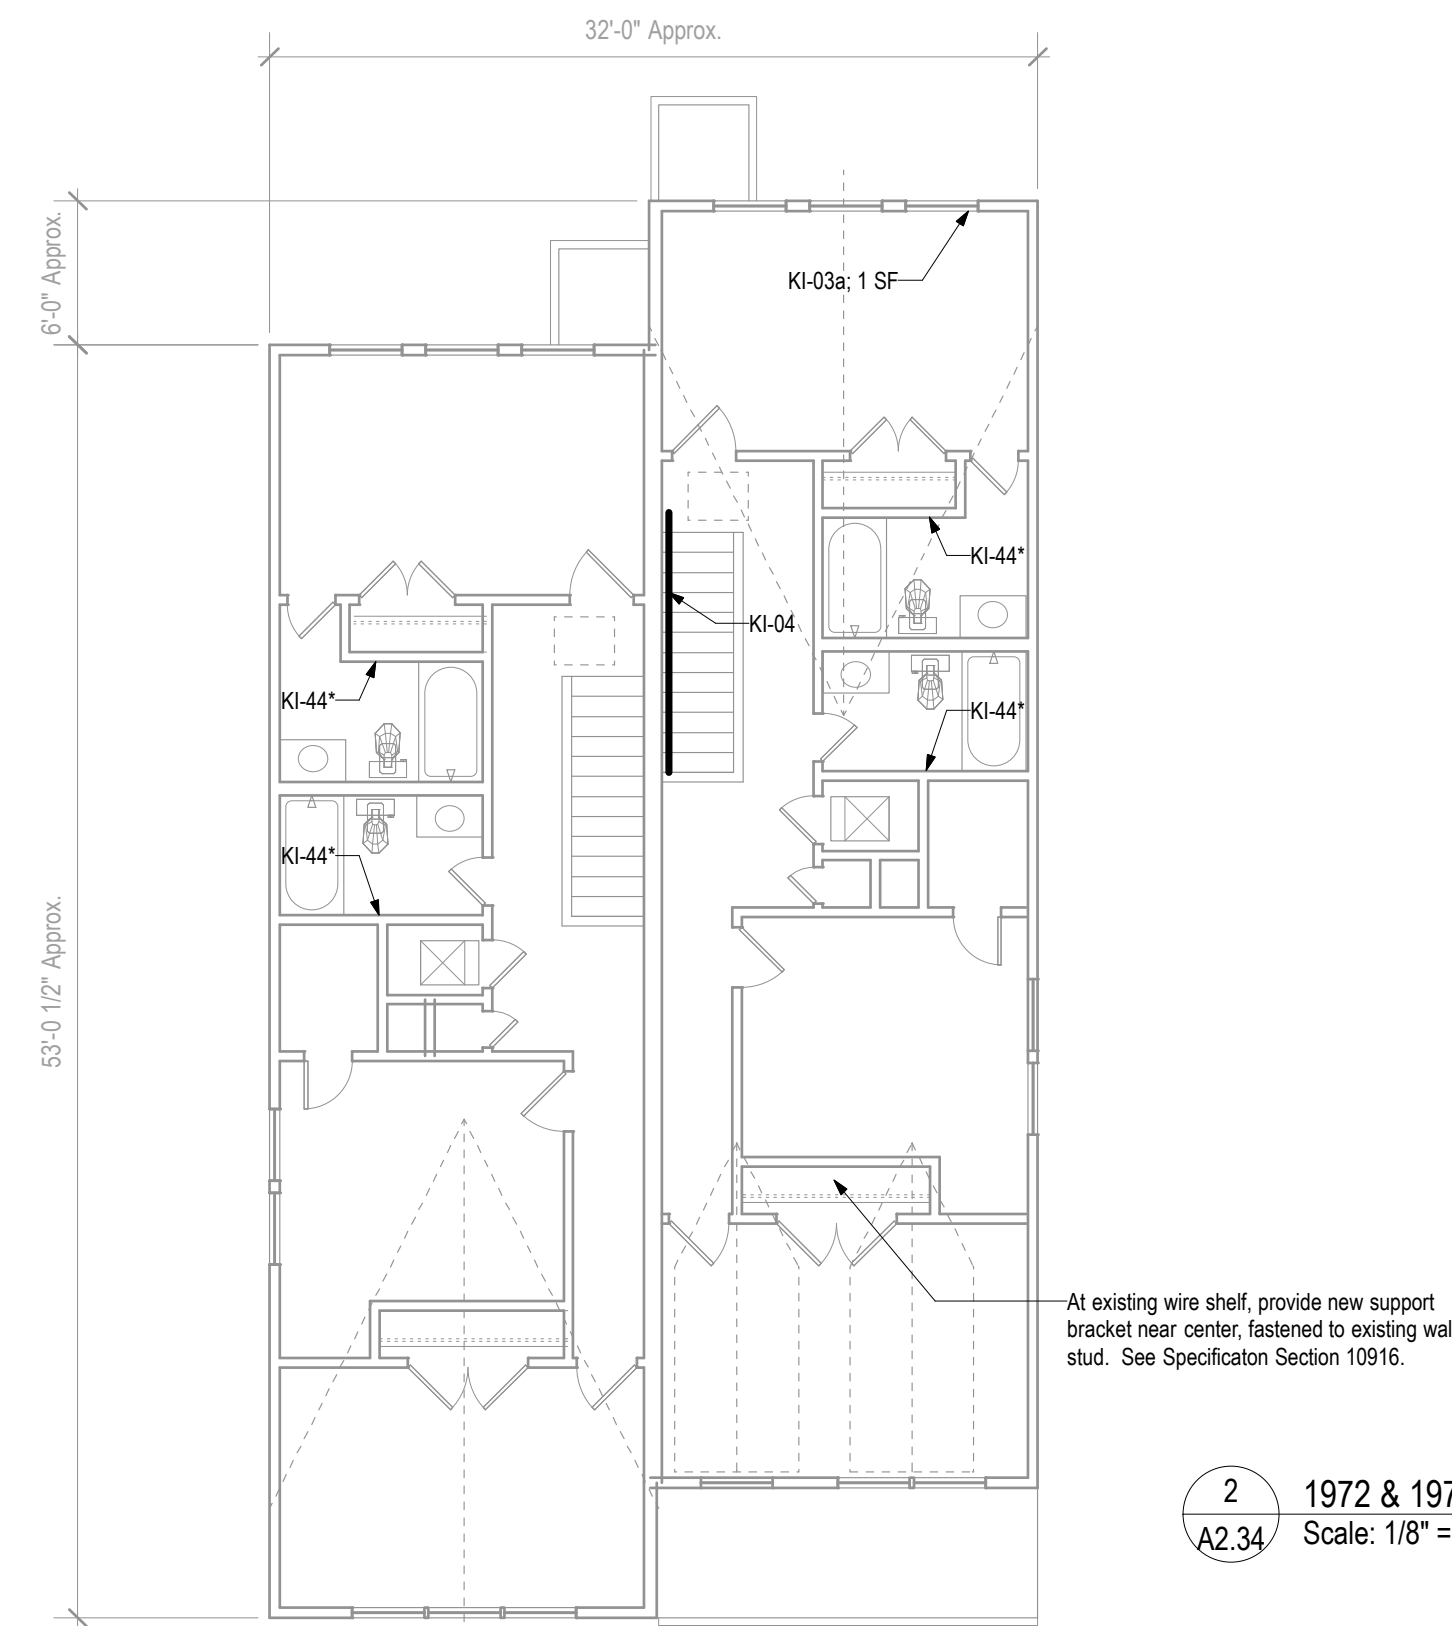 32'-0" Approx.
6'-0" Approx.
KI-03a; 1 SF
KI-44*
KI-04
KI-44*
KI-44*
KI-44*
53'-0 1/2" Approx.
At existing wire shelf, provide new support
bracket near center, fastened to existing wal
stud. See Specificaton Section 10916.
2
1972 & 197
A2.34
Scale: 1/8" =